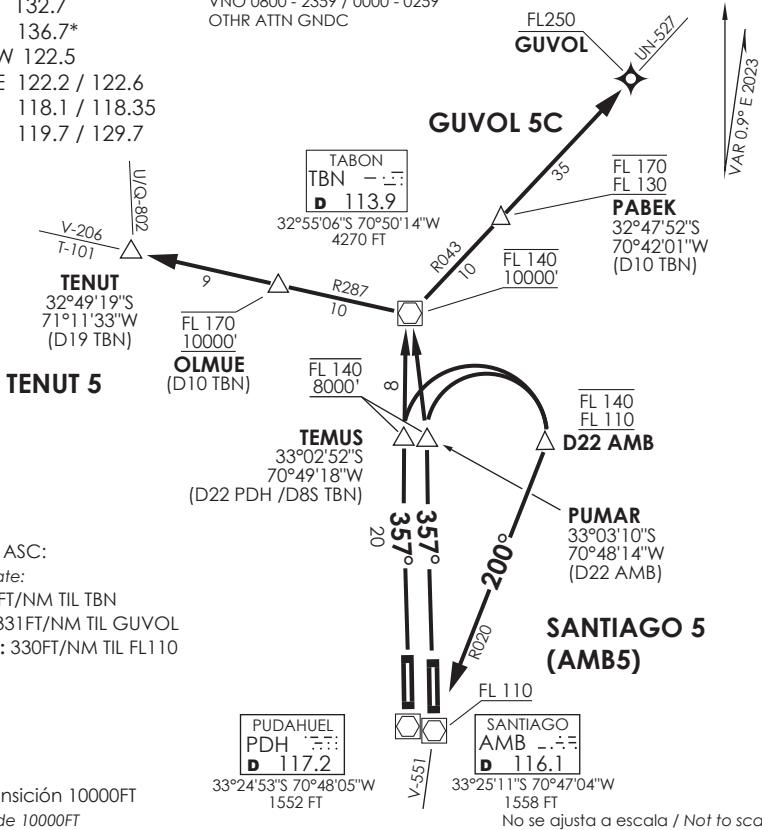 132.7
136.7*
W 122.5
E 122.2 / 122.6
118.1 / 118.35
119.7 / 129.7
VNO 0800 - 2359 / 0000 - 0259
OTHR ATTN GNDC
FL250
GUVOL
UN-527
VAR 0.9° E 2023
GUVOL 5C
35
TABON
TBN
D 113.9
32°55'06"S 70°50'14"W
4270 FT
FL 170
FL 130
PABEK
32°47'52"S
70°42'01"W
(D10 TBN)
R043
10
FL 140
10000'
U/Q-802
V-206
T-101
TENUT
32°49'19"S
71°11'33"W
(D19 TBN)
9
R287
10
FL 170
10000'
OLMUE
(D10 TBN)
TENUT 5
FL 140
8000'
8
TEMUS
33°02'52"S
70°49'18"W
(D22 PDH /D8S TBN)
FL 140
FL 110
D22 AMB
PUMAR
33°03'10"S
70°48'14"W
(D22 AMB)
357°
20
357°
200°
R020
ASC:
FT/NM TIL TBN
331FT/NM TIL GUVOL
: 330FT/NM TIL FL110
SANTIAGO 5
(AMB5)
FL 110
PUDAHUEL
PDH
D 117.2
33°24'53"S 70°48'05"W
1552 FT
V-551
SANTIAGO
AMB
D 116.1
33°25'11"S 70°47'04"W
1558 FT
10000FT
de 10000FT
No se ajusta a escala / Not to